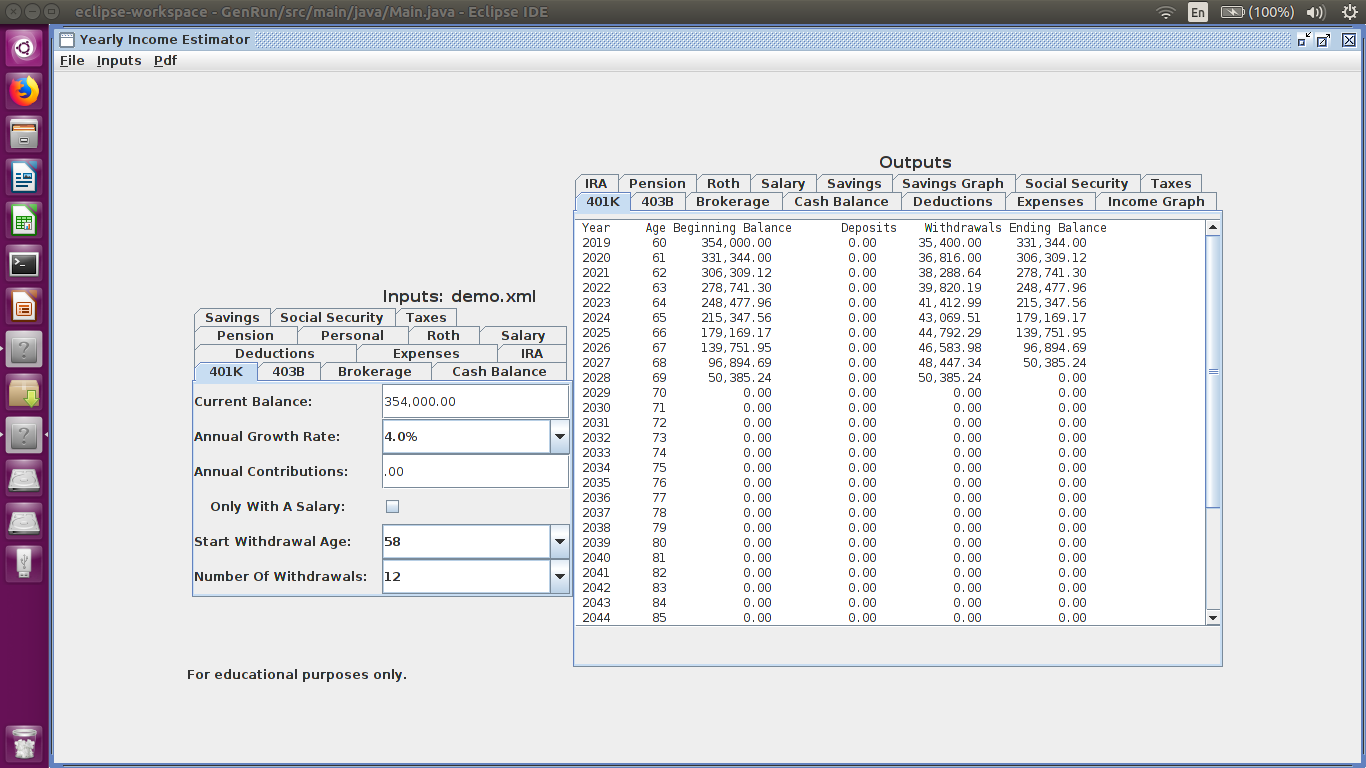 eclipse-workspace - GenRun/src/main/java/Main.java - Eclipse IDE
En (100%)
Yearly Income Estimator
File Inputs Pdf
Outputs
IRA Pension Roth Salary Savings Savings Graph Social Security Taxes
401K 403B Brokerage Cash Balance Deductions Expenses Income Graph
Year Age Beginning Balance Deposits Withdrawals Ending Balance
2019 60 354,000.00 0.00 35,400.00 331,344.00
2020 61 331,344.00 0.00 36,816.00 306,309.12
2021 62 306,309.12 0.00 38,288.64 278,741.30
2022 63 278,741.30 0.00 39,820.19 248,477.96
2023 64 248,477.96 0.00 41,412.99 215,347.56
2024 65 215,347.56 0.00 43,069.51 179,169.17
2025 66 179,169.17 0.00 44,792.29 139,751.95
2026 67 139,751.95 0.00 46,583.98 96,894.69
2027 68 96,894.69 0.00 48,447.34 50,385.24
2028 69 50,385.24 0.00 50,385.24 0.00
2029 70 0.00 0.00 0.00 0.00
2030 71 0.00 0.00 0.00 0.00
2031 72 0.00 0.00 0.00 0.00
2032 73 0.00 0.00 0.00 0.00
2033 74 0.00 0.00 0.00 0.00
2034 75 0.00 0.00 0.00 0.00
2035 76 0.00 0.00 0.00 0.00
2036 77 0.00 0.00 0.00 0.00
2037 78 0.00 0.00 0.00 0.00
2038 79 0.00 0.00 0.00 0.00
2039 80 0.00 0.00 0.00 0.00
2040 81 0.00 0.00 0.00 0.00
2041 82 0.00 0.00 0.00 0.00
2042 83 0.00 0.00 0.00 0.00
2043 84 0.00 0.00 0.00 0.00
2044 85 0.00 0.00 0.00 0.00
Inputs: demo.xml
Savings Social Security Taxes
Pension Personal Roth Salary
Deductions Expenses IRA
401K 403B Brokerage Cash Balance
Current Balance: 354,000.00
Annual Growth Rate: 4.0%
Annual Contributions: .00
Only With A Salary:
Start Withdrawal Age: 58
Number Of Withdrawals: 12
For educational purposes only.